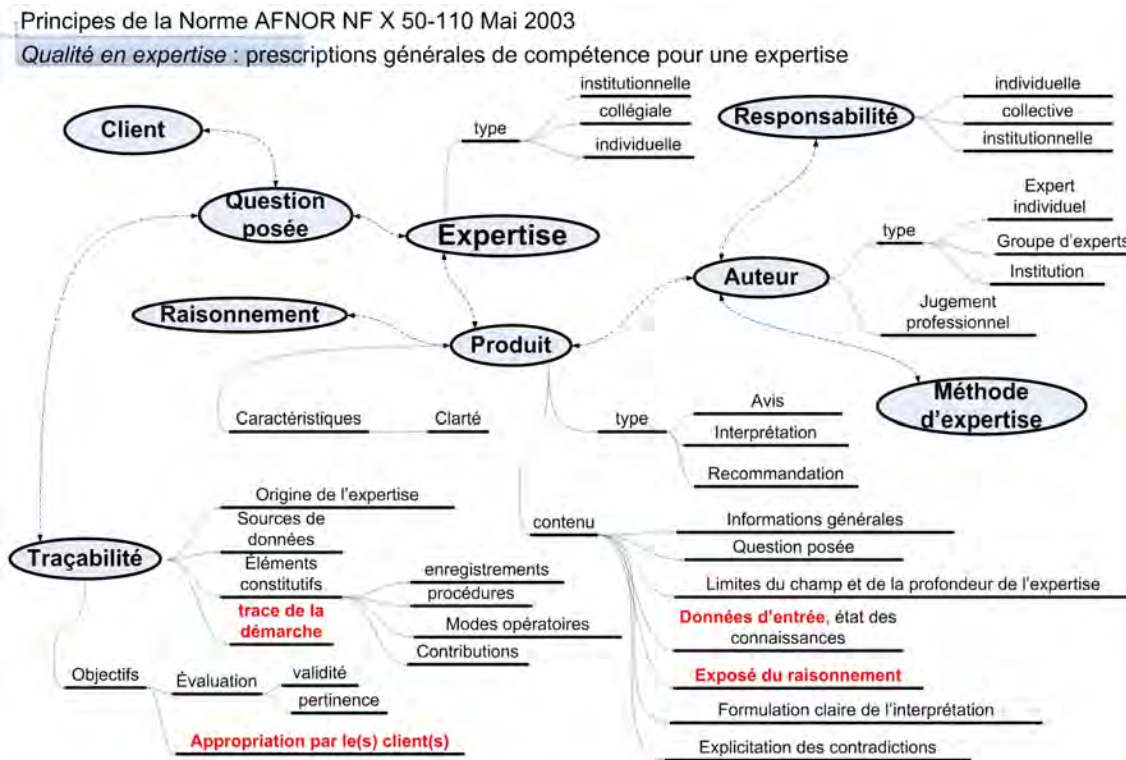 Principes de la Norme AFNOR NF X 50-110 Mai 2003
Qualité en expertise : prescriptions générales de compétence pour une expertise
Client
Question
posée
Expertise
type
institutionnelle
collégiale
individuelle
Responsabilité
individuelle
collective
institutionnelle
Auteur
type
Expert
individuel
Groupe d'experts
Institution
Jugement
professionnel
Méthode
d'expertise
Raisonnement
Produit
Caractéristiques
Clarté
type
Avis
Interprétation
Recommandation
contenu
Informations générales
Question posée
Limites du champ et de la profondeur de l'expertise
Données d'entrée, état des
connaissances
Exposé du raisonnement
Formulation claire de l'interprétation
Explicitation des contradictions
Traçabilité
Origine de l'expertise
Sources de
données
Éléments
constitutifs
trace de la
démarche
enregistrements
procédures
Modes opératoires
Contributions
Objectifs
Évaluation
validité
pertinence
Appropriation par le(s) client(s)